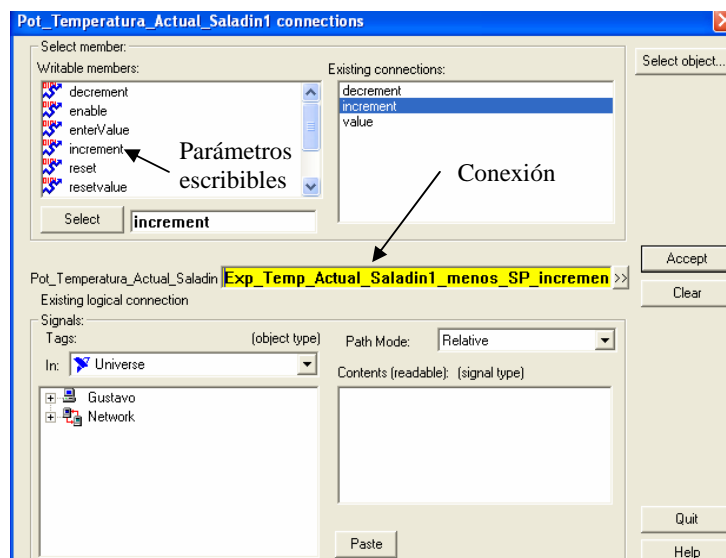 Pot_Temperatura_Actual_Saladin1 connections
Select member:
Writable members:
decrement
enable
enterValue
increment
reset
resetvalue
Parámetros
escribibles
Select
increment
Existing connections:
decrement
increment
value
Conexión
Select object...
Pot_Temperatura_Actual_Saladin
Exp_Temp_Actual_Saladin1_menos_SP_incremen
>>
Existing logical connection
Accept
Clear
Signals:
Tags:
(object type)
In:
Universe
Gustavo
Network
Path Mode:
Relative
Contents (readable):
(signal type)
Paste
Quit
Help